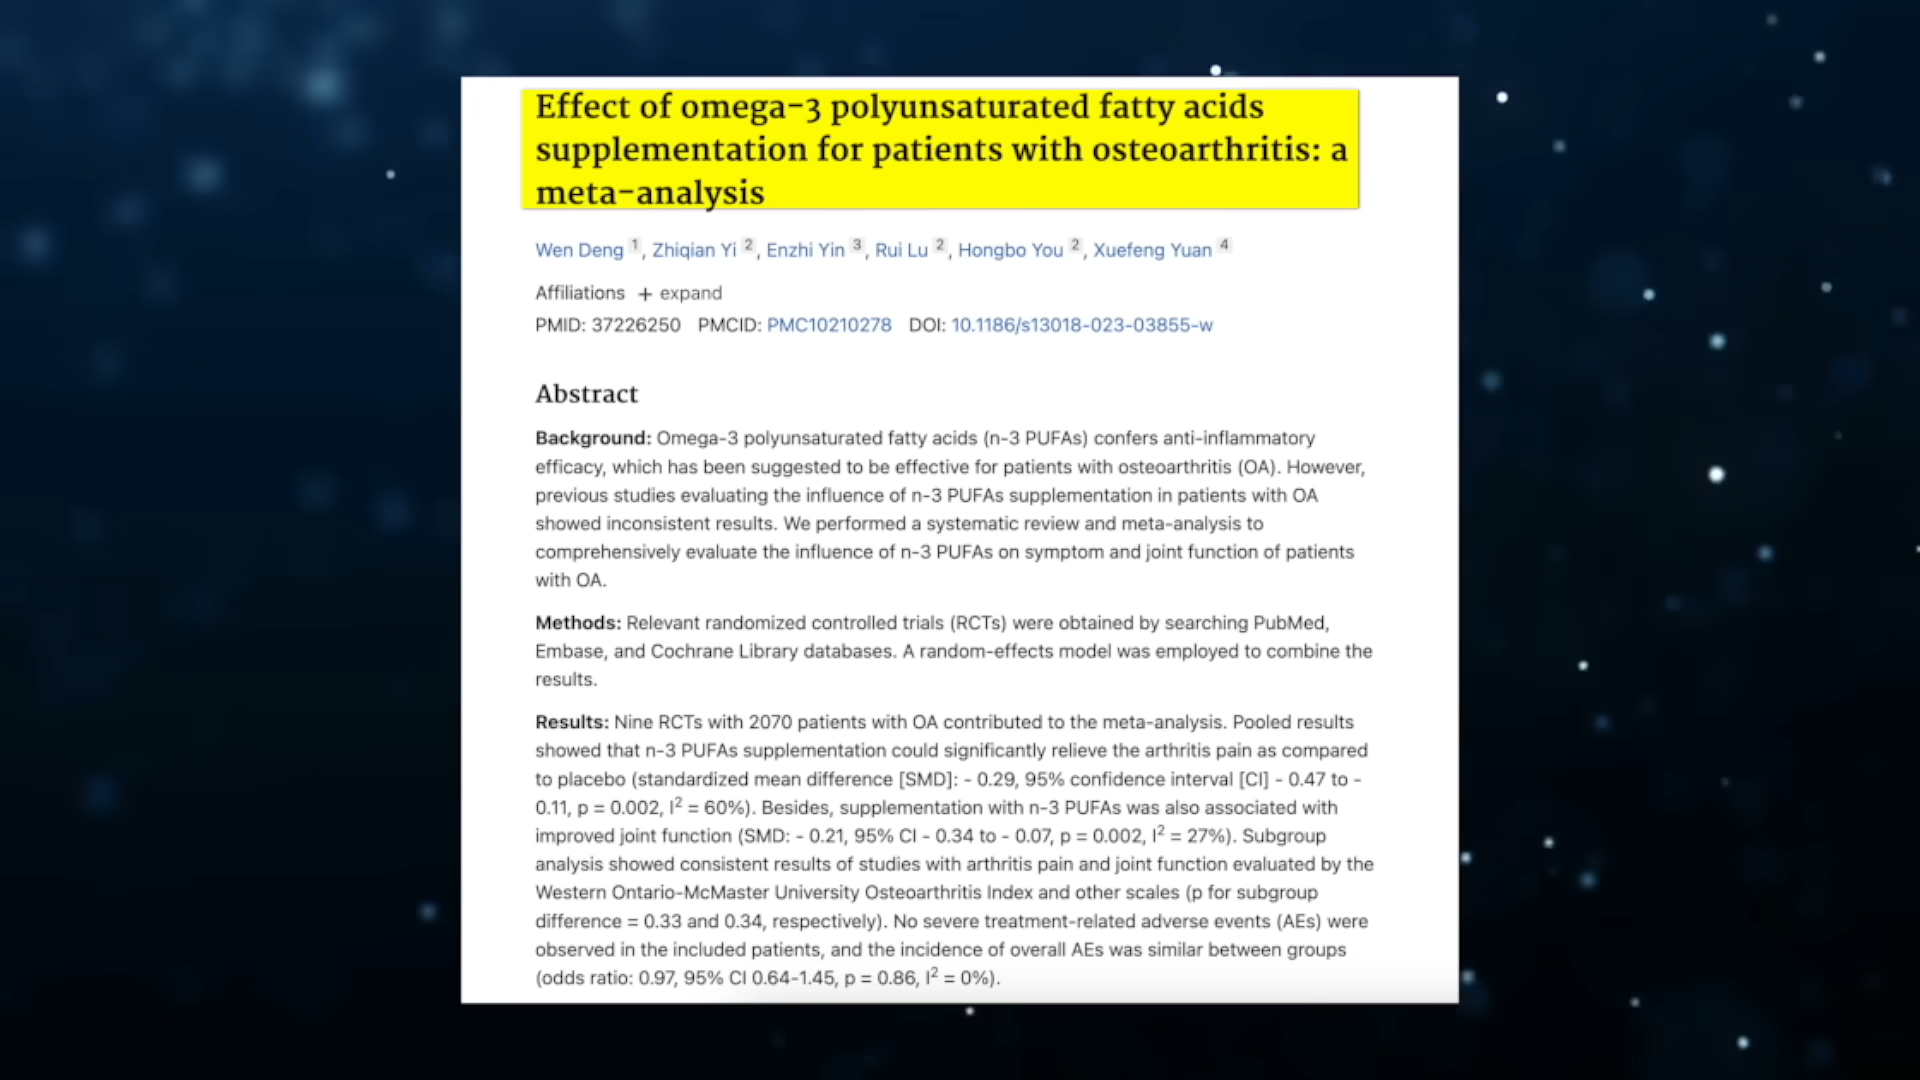 Effect of omega-3 polyunsaturated fatty acids
supplementation for patients with osteoarthritis: a
meta-analysis
Wen Deng 1, Zhiqian Yi 2, Enzhi Yin 3, Rui Lu 2, Hongbo You 2, Xuefeng Yuan 4
Affiliations + expand
PMID: 37226250 PMCID: PMC10210278 DOI: 10.1186/s13018-023-03855-w
Abstract
Background: Omega-3 polyunsaturated fatty acids (n-3 PUFAs) confers anti-inflammatory
efficacy, which has been suggested to be effective for patients with osteoarthritis (OA). However,
previous studies evaluating the influence of n-3 PUFAs supplementation in patients with OA
showed inconsistent results. We performed a systematic review and meta-analysis to
comprehensively evaluate the influence of n-3 PUFAs on symptom and joint function of patients
with OA.
Methods: Relevant randomized controlled trials (RCTs) were obtained by searching PubMed,
Embase, and Cochrane Library databases. A random-effects model was employed to combine the
results.
Results: Nine RCTs with 2070 patients with OA contributed to the meta-analysis. Pooled results
showed that n-3 PUFAs supplementation could significantly relieve the arthritis pain as compared
to placebo (standardized mean difference [SMD]: - 0.29, 95% confidence interval [CI] - 0.47 to -
0.11, p = 0.002, I2 = 60%). Besides, supplementation with n-3 PUFAs was also associated with
improved joint function (SMD: - 0.21, 95% CI - 0.34 to - 0.07, p = 0.002, I2 = 27%). Subgroup
analysis showed consistent results of studies with arthritis pain and joint function evaluated by the
Western Ontario-McMaster University Osteoarthritis Index and other scales (p for subgroup
difference = 0.33 and 0.34, respectively). No severe treatment-related adverse events (AEs) were
observed in the included patients, and the incidence of overall AEs was similar between groups
(odds ratio: 0.97, 95% CI 0.64-1.45, p = 0.86, I2 = 0%).